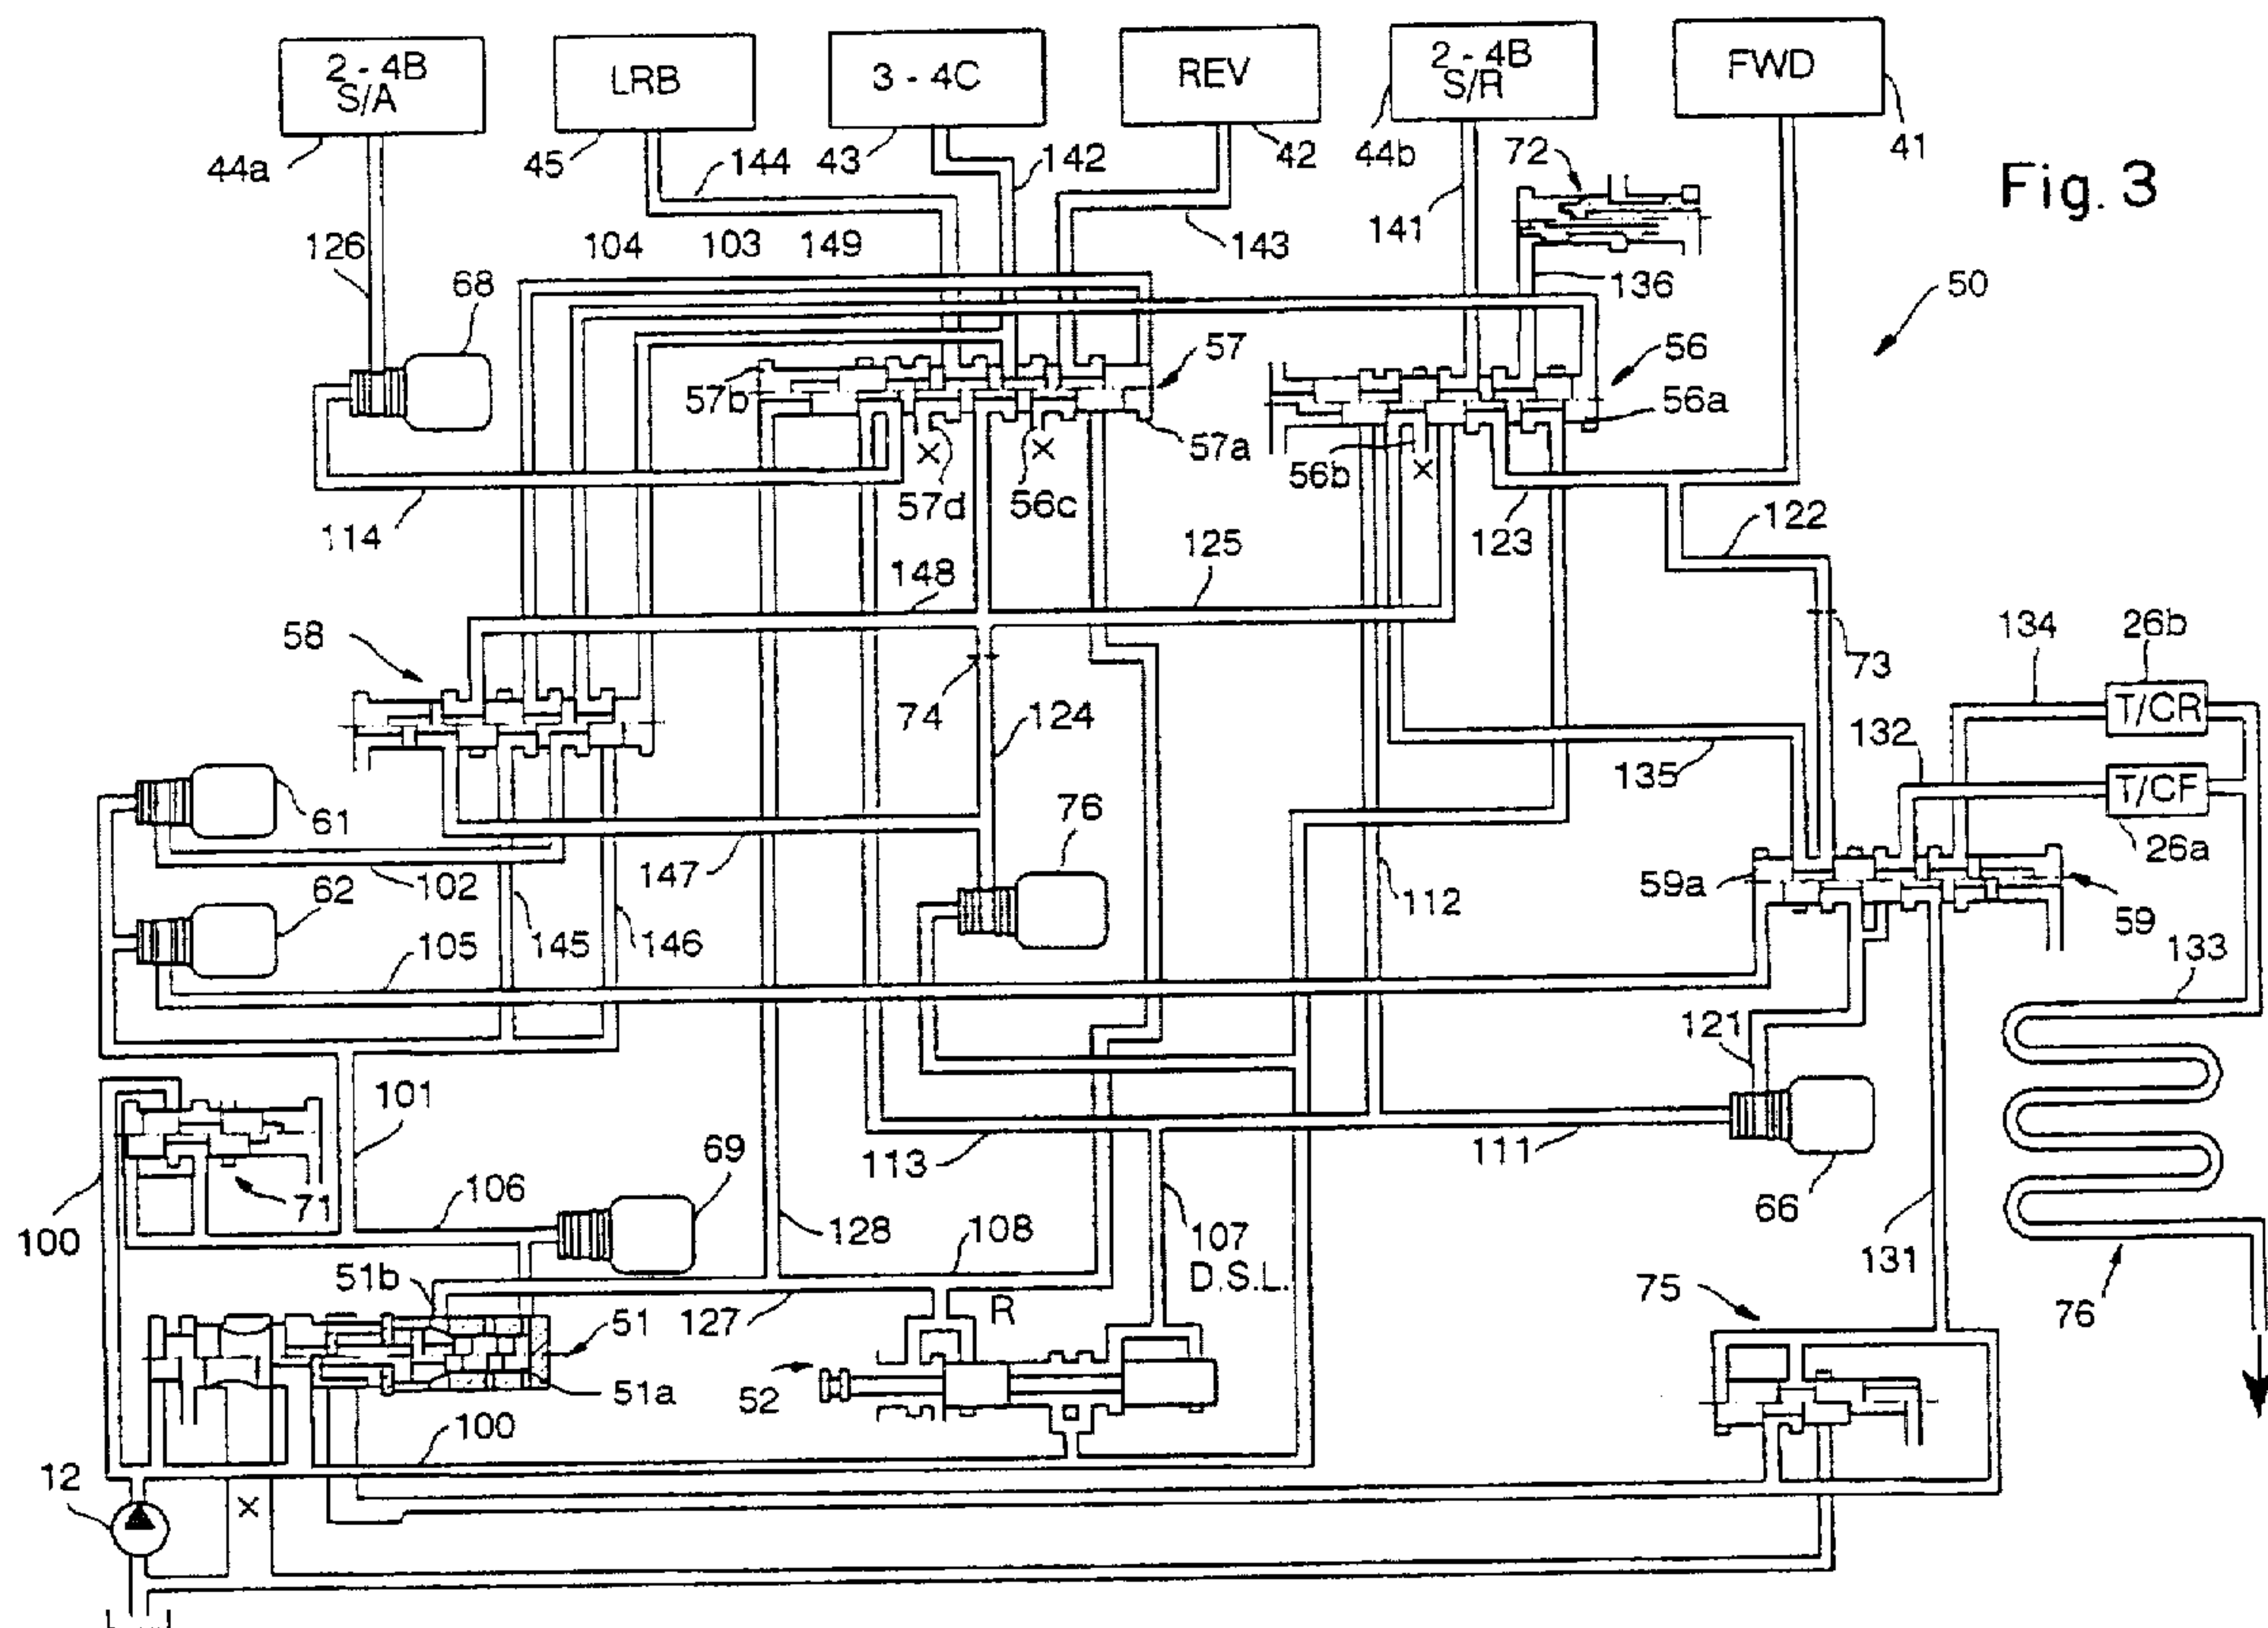 2 - 4B
S/A
LRB
3 - 4C
REV
2 - 4B
S/R
FWD
44a
45
144
43
142
42
44b
72
41
Fig. 3
126
104
103
149
143
141
136
50
68
57
56
57b
57a
56a
114
57d
56c
56b
123
122
148
125
58
74
124
73
134
26b
T/CR
132
135
T/CF
26a
61
76
59a
59
102
147
112
62
105
145
146
133
121
101
69
113
111
66
100
71
106
128
108
107
D.S.L.
131
76
51b
127
R
75
51
51a
52
100
12
X
X
X
X